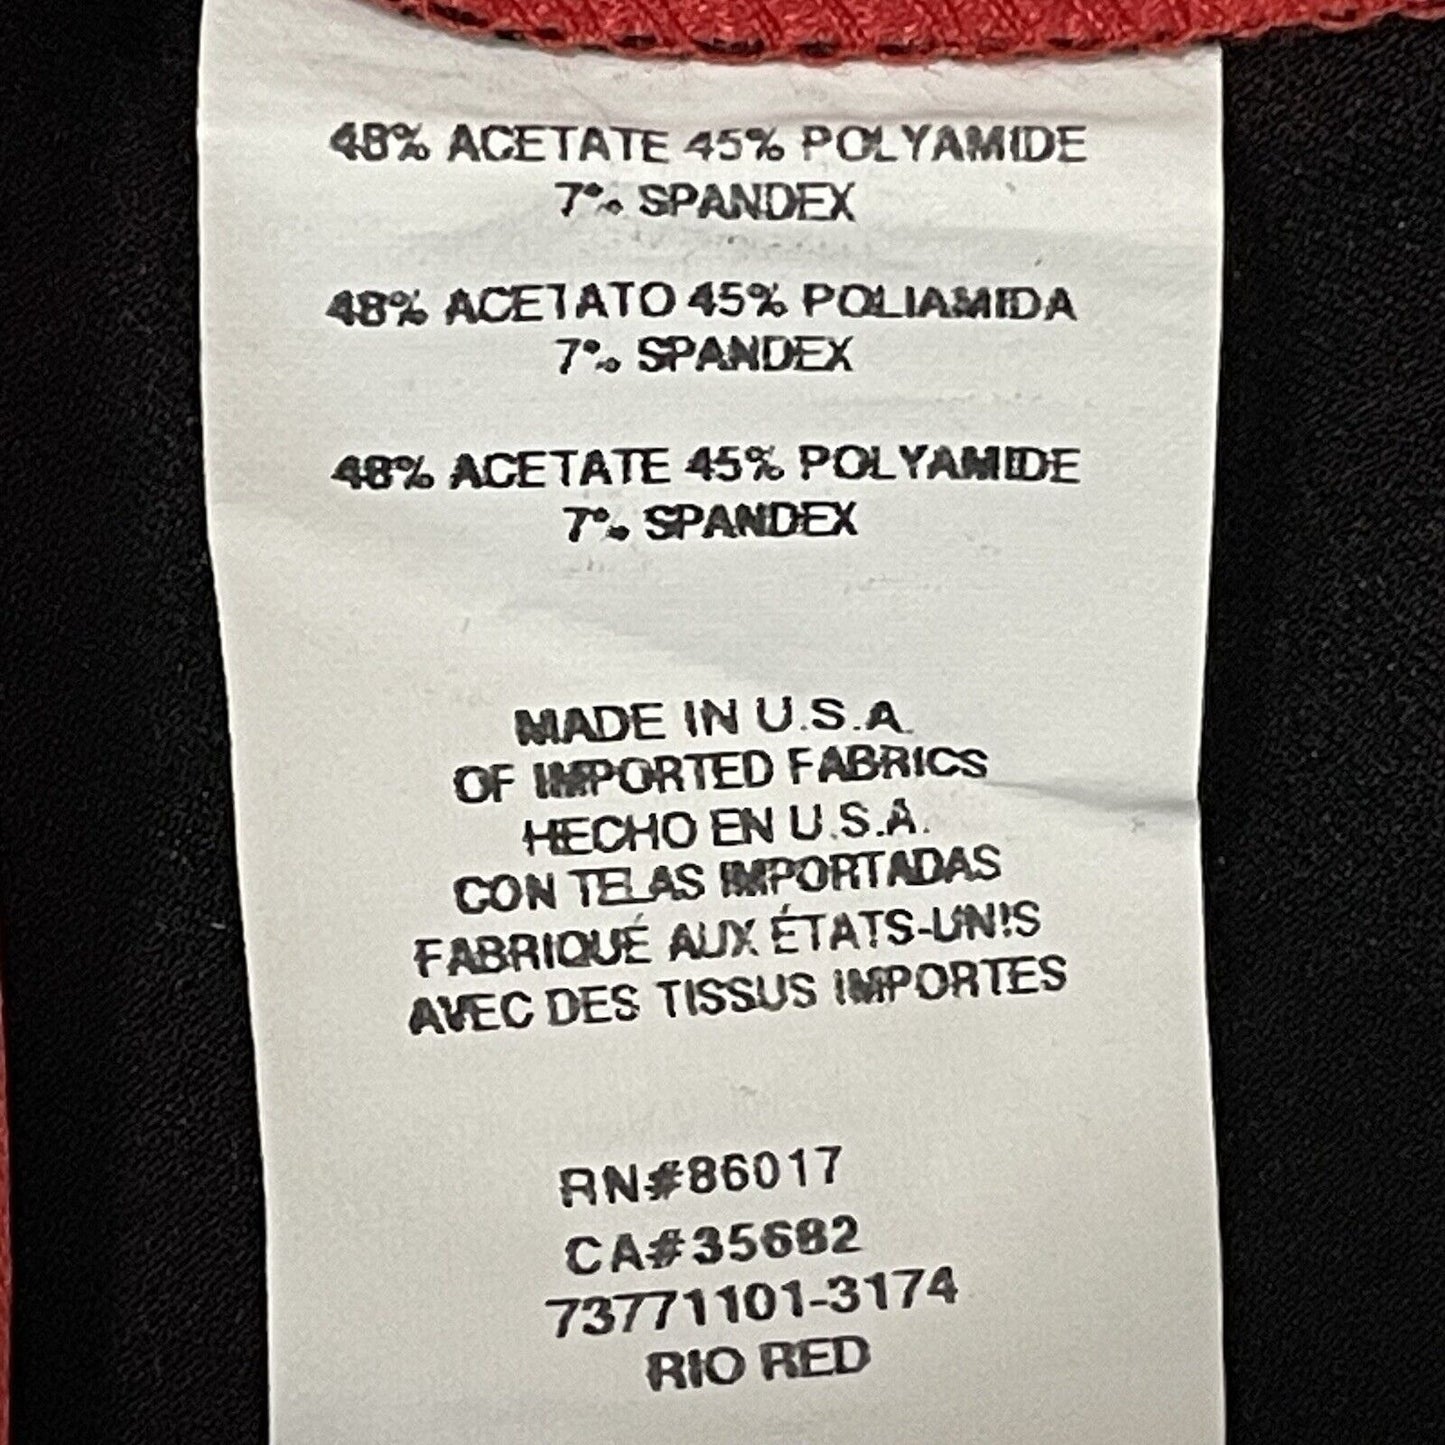 48% ACETATE 45% POLYAMIDE
7% SPANDEX
48% ACETATO 45% POLIAMIDA
7% SPANDEX
48% ACETATE 45% POLYAMIDE
7% SPANDEX
MADE IN U.S.A.
OF IMPORTED FABRICS
HECHO EN U.S.A.
CON TELAS IMPORTADAS
FABRIQUÉ AUX ÉTATS-UNIS
AVEC DES TISSUS IMPORTES
RN#86017
CA#35682
73771101-3174
RIO RED